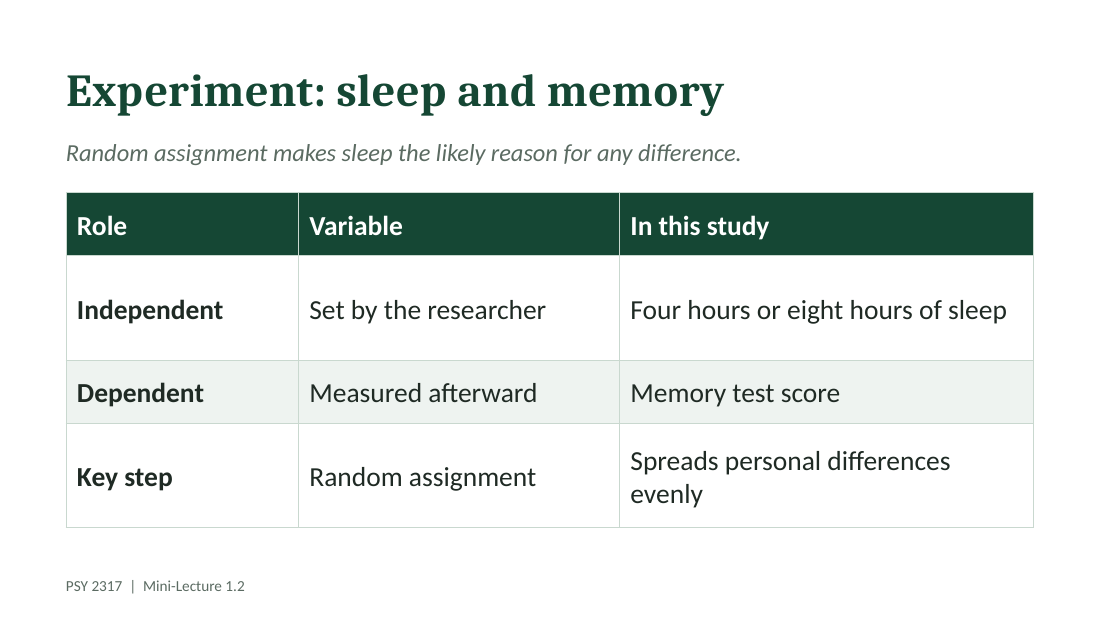 Experiment: sleep and memory
Random assignment makes sleep the likely reason for any difference.
Role Variable In this study
Independent Set by the researcher Four hours or eight hours of sleep
Dependent Measured afterward Memory test score
Key step Random assignment Spreads personal differences
evenly
PSY 2317 | Mini-Lecture 1.2